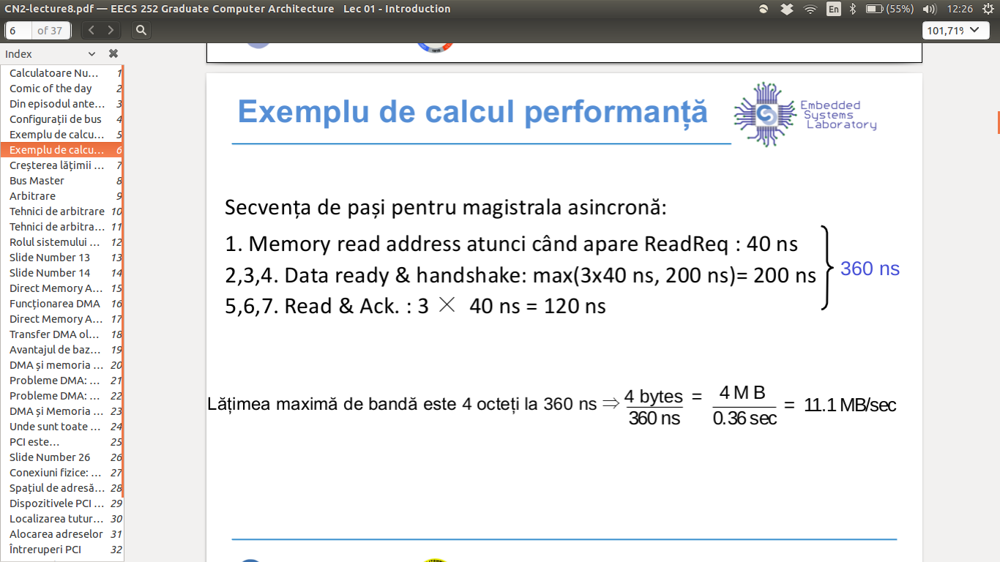 CN2-lecture8.pdf — EECS 252 Graduate Computer Architecture   Lec 01 - Introduction
En (55%) 12:26
6 of 37 101,71%
Index
Calculatoare Nu… 1
Comic of the day 2
Din episodul ante… 3
Configurații de bus 4
Exemplu de calcu… 5
Exemplu de calcu… 6
Creșterea lățimii … 7
Bus Master 8
Arbitrare 9
Tehnici de arbitrare 10
Tehnici de arbitra… 11
Rolul sistemului … 12
Slide Number 13 13
Slide Number 14 14
Direct Memory A… 15
Funcționarea DMA 16
Direct Memory A… 17
Transfer DMA ol… 18
Avantajul de baz… 19
DMA și memoria … 20
Probleme DMA: … 21
Probleme DMA: … 22
DMA și Memoria … 23
Unde sunt toate … 24
PCI este… 25
Slide Number 26 26
Conexiuni fizice: … 27
Spațiul de adresă… 28
Dispozitivele PCI … 29
Localizarea tutur… 30
Alocarea adreselor 31
Întreruperi PCI 32
Exemplu de calcul performanță
Embedded
Systems
Laboratory
Secvența de pași pentru magistrala asincronă:
1. Memory read address atunci când apare ReadReq : 40 ns
2,3,4. Data ready & handshake: max(3x40 ns, 200 ns)= 200 ns
5,6,7. Read & Ack. : 3 × 40 ns = 120 ns
360 ns
Lățimea maximă de bandă este 4 octeți la 360 ns ⇒ 4 bytes / 360 ns = 4 MB / 0.36 sec = 11.1 MB/sec